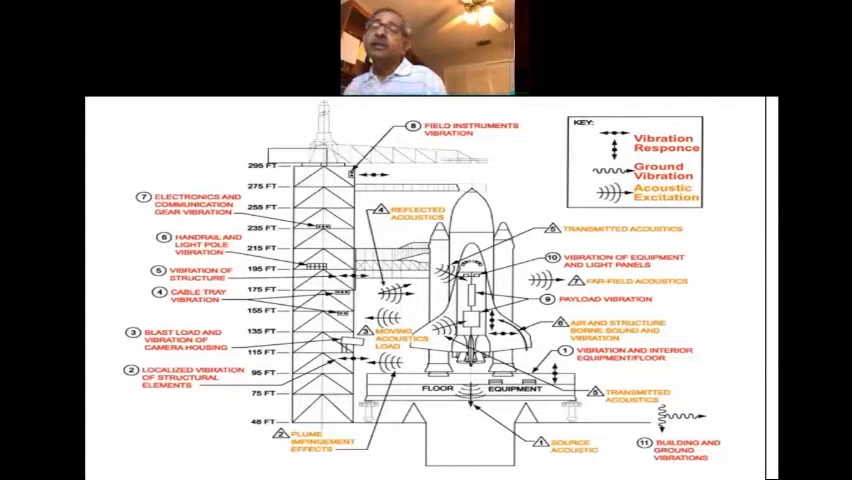 8 FIELD INSTRUMENTS
VIBRATION
KEY:
Vibration
Responce
Ground
Vibration
Acoustic
Excitation
295 FT
275 FT
255 FT
235 FT
215 FT
195 FT
175 FT
155 FT
135 FT
115 FT
95 FT
75 FT
48 FT
7 ELECTRONICS AND
COMMUNICATION
GEAR VIBRATION
6 HANDRAIL AND
LIGHT POLE
VIBRATION
5 VIBRATION OF
STRUCTURE
4 CABLE TRAY
VIBRATION
3 BLAST LOAD AND
VIBRATION OF
CAMERA HOUSING
2 LOCALIZED VIBRATION
OF STRUCTURAL
ELEMENTS
4 REFLECTED
ACOUSTICS
5 TRANSMITTED ACOUSTICS
10 VIBRATION OF EQUIPMENT
AND LIGHT PANELS
7 FAR-FIELD ACOUSTICS
9 PAYLOAD VIBRATION
3 MOVING
ACOUSTICS
LOAD
6 AIR AND STRUCTURE
BORNE SOUND AND
VIBRATION
1 VIBRATION AND INTERIOR
EQUIPMENT/FLOOR
FLOOR EQUIPMENT
5 TRANSMITTED
ACOUSTICS
2 PLUME
IMPINGEMENT
EFFECTS
1 SOURCE
ACOUSTIC
11 BUILDING AND
GROUND
VIBRATIONS